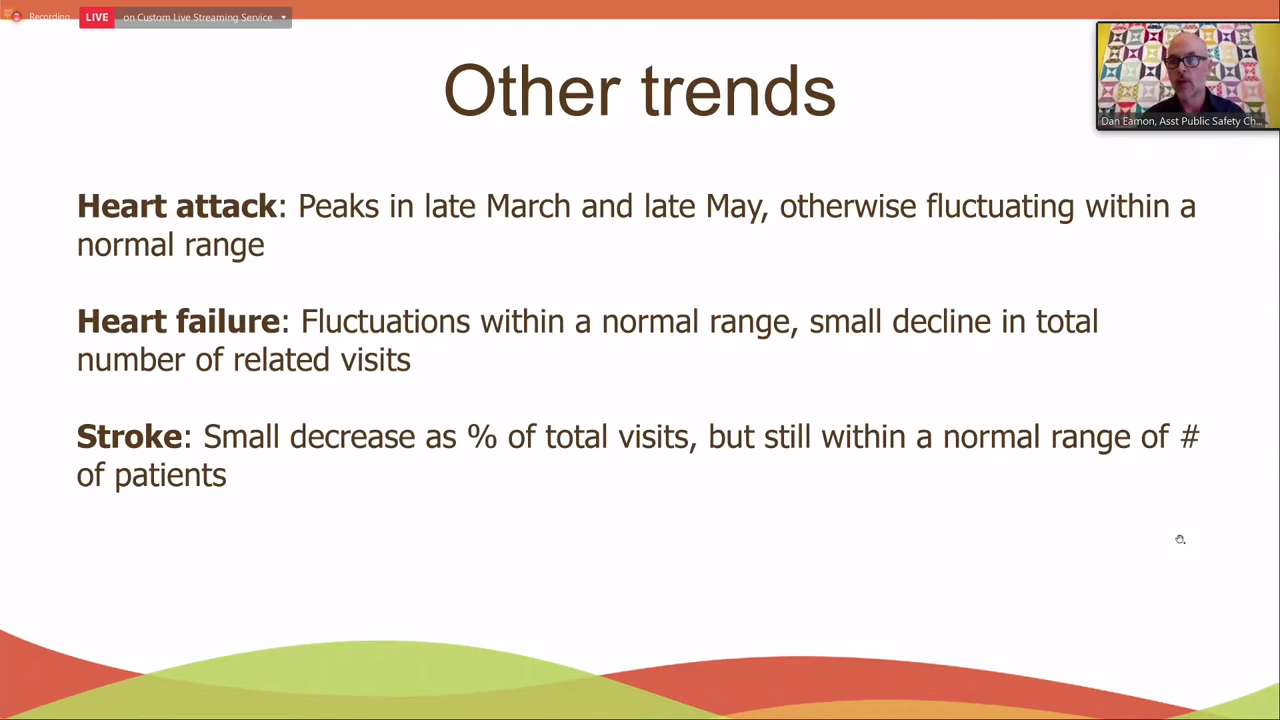 Recording
LIVE on Custom Live Streaming Service
Other trends
Dan Eamon, Asst Public Safety Ch...
Heart attack: Peaks in late March and late May, otherwise fluctuating within a
normal range
Heart failure: Fluctuations within a normal range, small decline in total
number of related visits
Stroke: Small decrease as % of total visits, but still within a normal range of #
of patients